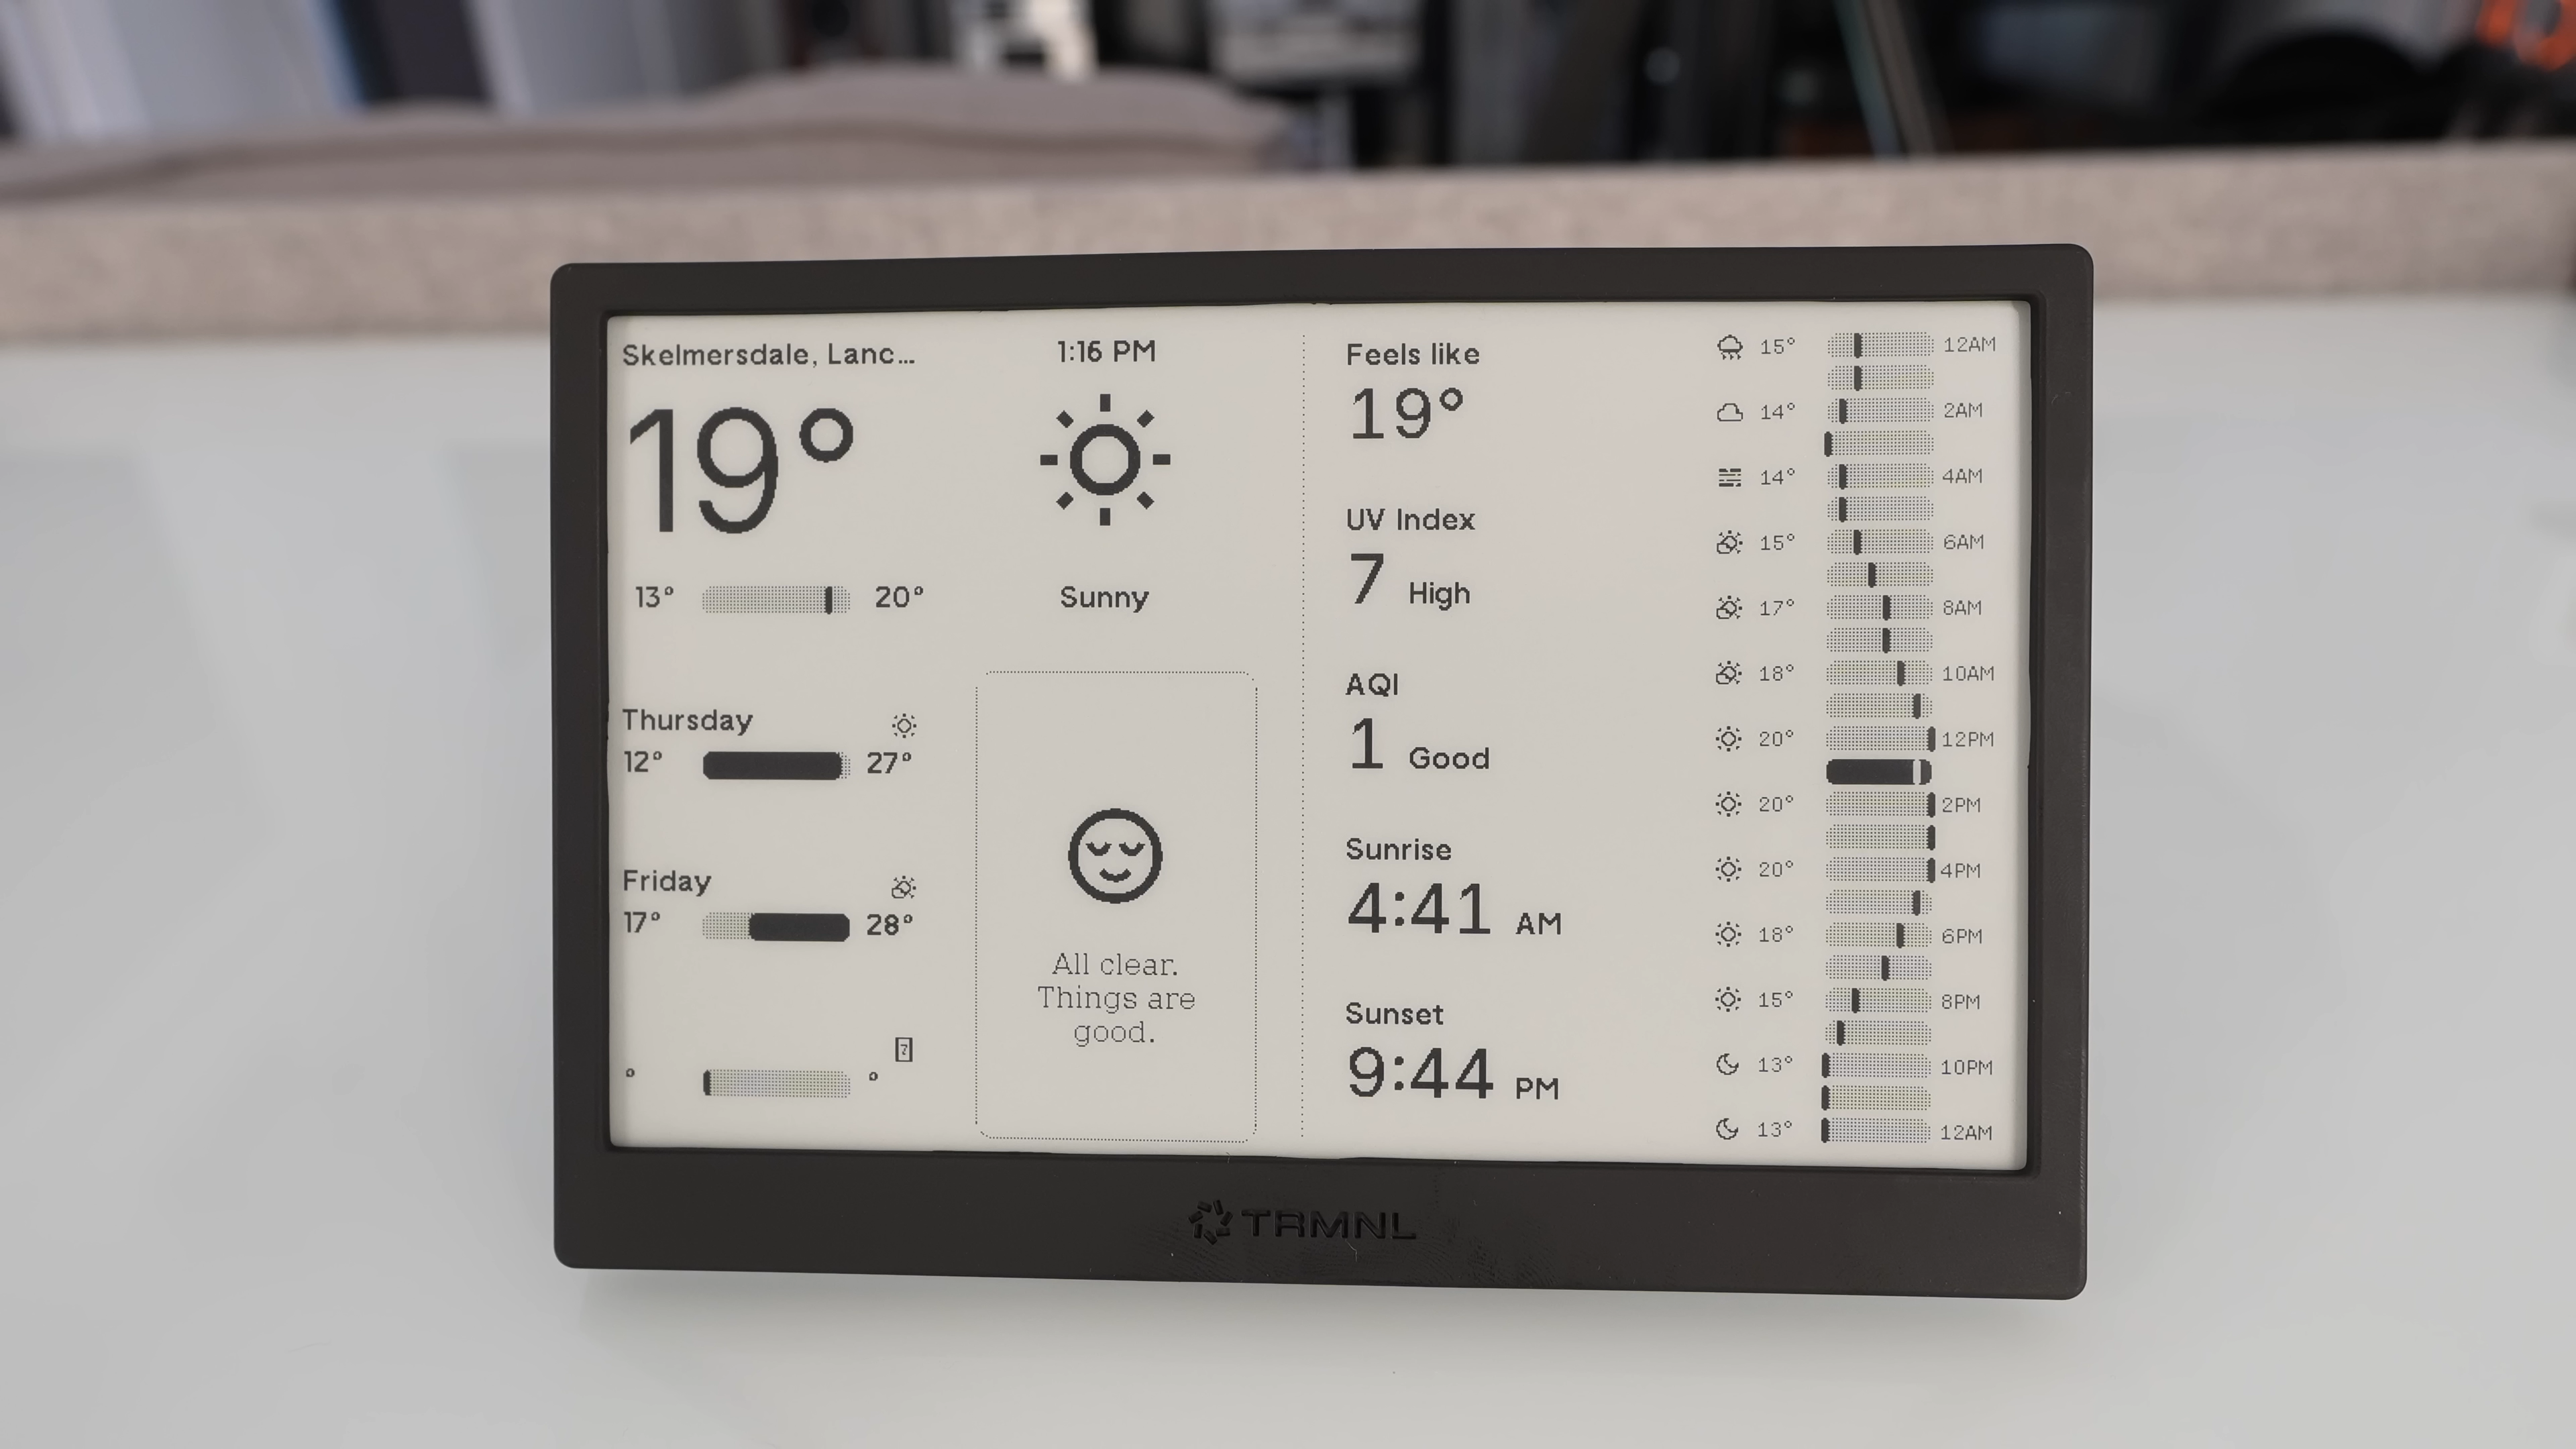 Skelmersdale, Lanc...
19°
13° 20°
Thursday
12° 27°
Friday
17° 28°
° °
1:16 PM
Sunny
All clear.
Things are
good.
Feels like
19°
UV Index
7 High
AQI
1 Good
Sunrise
4:41 AM
Sunset
9:44 PM
15° 12AM
14° 2AM
14° 4AM
15° 6AM
17° 8AM
18° 10AM
20° 12PM
20° 2PM
20° 4PM
18° 6PM
15° 8PM
13° 10PM
13° 12AM
TRMNL